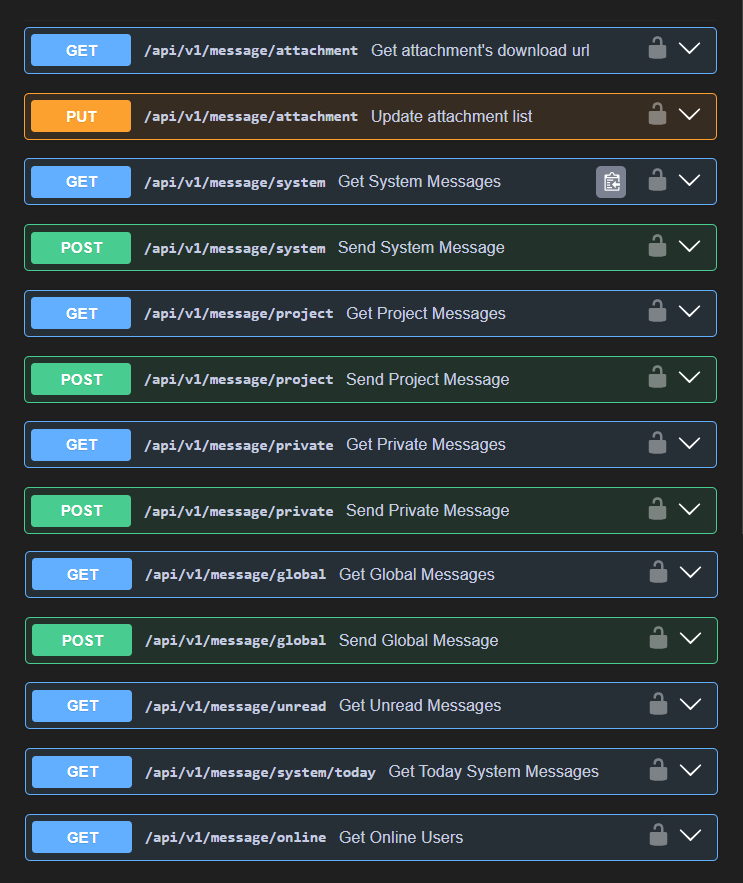 GET /api/v1/message/attachment Get attachment's download url
PUT /api/v1/message/attachment Update attachment list
GET /api/v1/message/system Get System Messages
POST /api/v1/message/system Send System Message
GET /api/v1/message/project Get Project Messages
POST /api/v1/message/project Send Project Message
GET /api/v1/message/private Get Private Messages
POST /api/v1/message/private Send Private Message
GET /api/v1/message/global Get Global Messages
POST /api/v1/message/global Send Global Message
GET /api/v1/message/unread Get Unread Messages
GET /api/v1/message/system/today Get Today System Messages
GET /api/v1/message/online Get Online Users